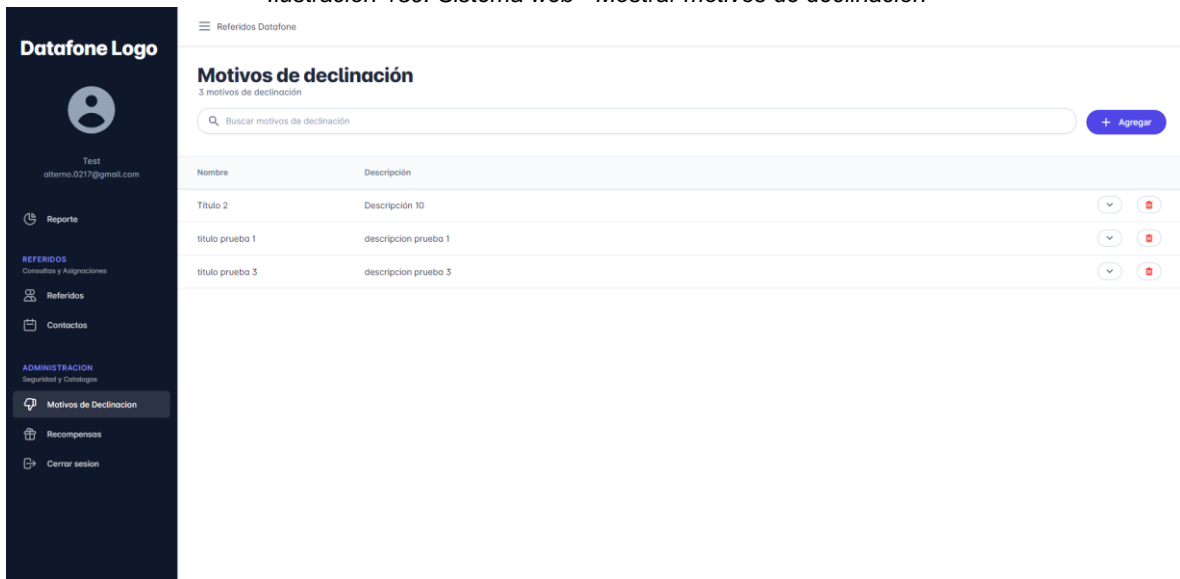 Ilustración 189. Sistema web - Mostrar motivos de declinación
Datafone Logo
Test
alterno.0217@gmail.com
Reporte
REFERIDOS
Consultas y Asignaciones
Referidos
Contactos
ADMINISTRACION
Seguridad y Catalogos
Motivos de Declinacion
Recompensas
Cerrar sesion
Referidos Datafone
Motivos de declinación
3 motivos de declinación
Buscar motivos de declinación
+ Agregar
Nombre Descripción
Título 2 Descripción 10
titulo prueba 1 descripcion prueba 1
titulo prueba 3 descripcion prueba 3